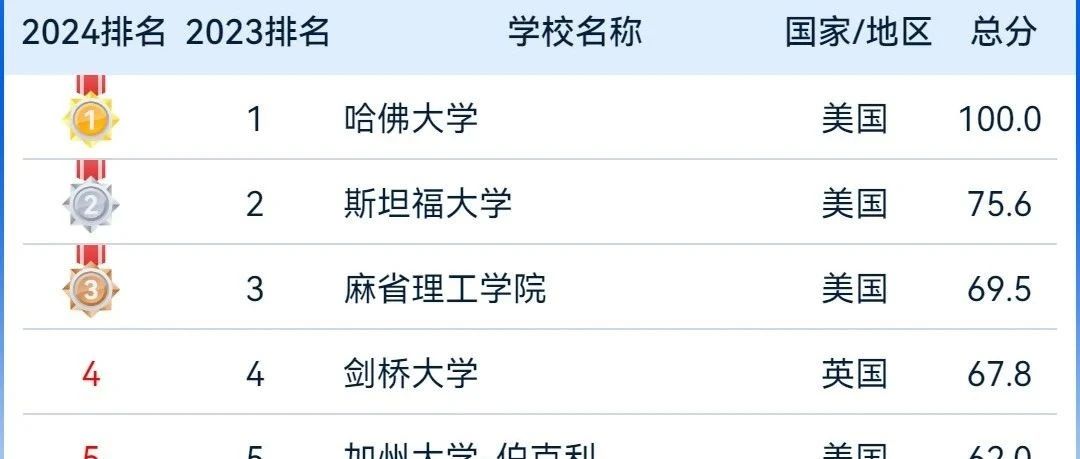 2024排名 2023排名 学校名称 国家/地区 总分
1 1 哈佛大学 美国 100.0
2 2 斯坦福大学 美国 75.6
3 3 麻省理工学院 美国 69.5
4 4 剑桥大学 英国 67.8
5 5 加州大学-伯克利 美国 62.0